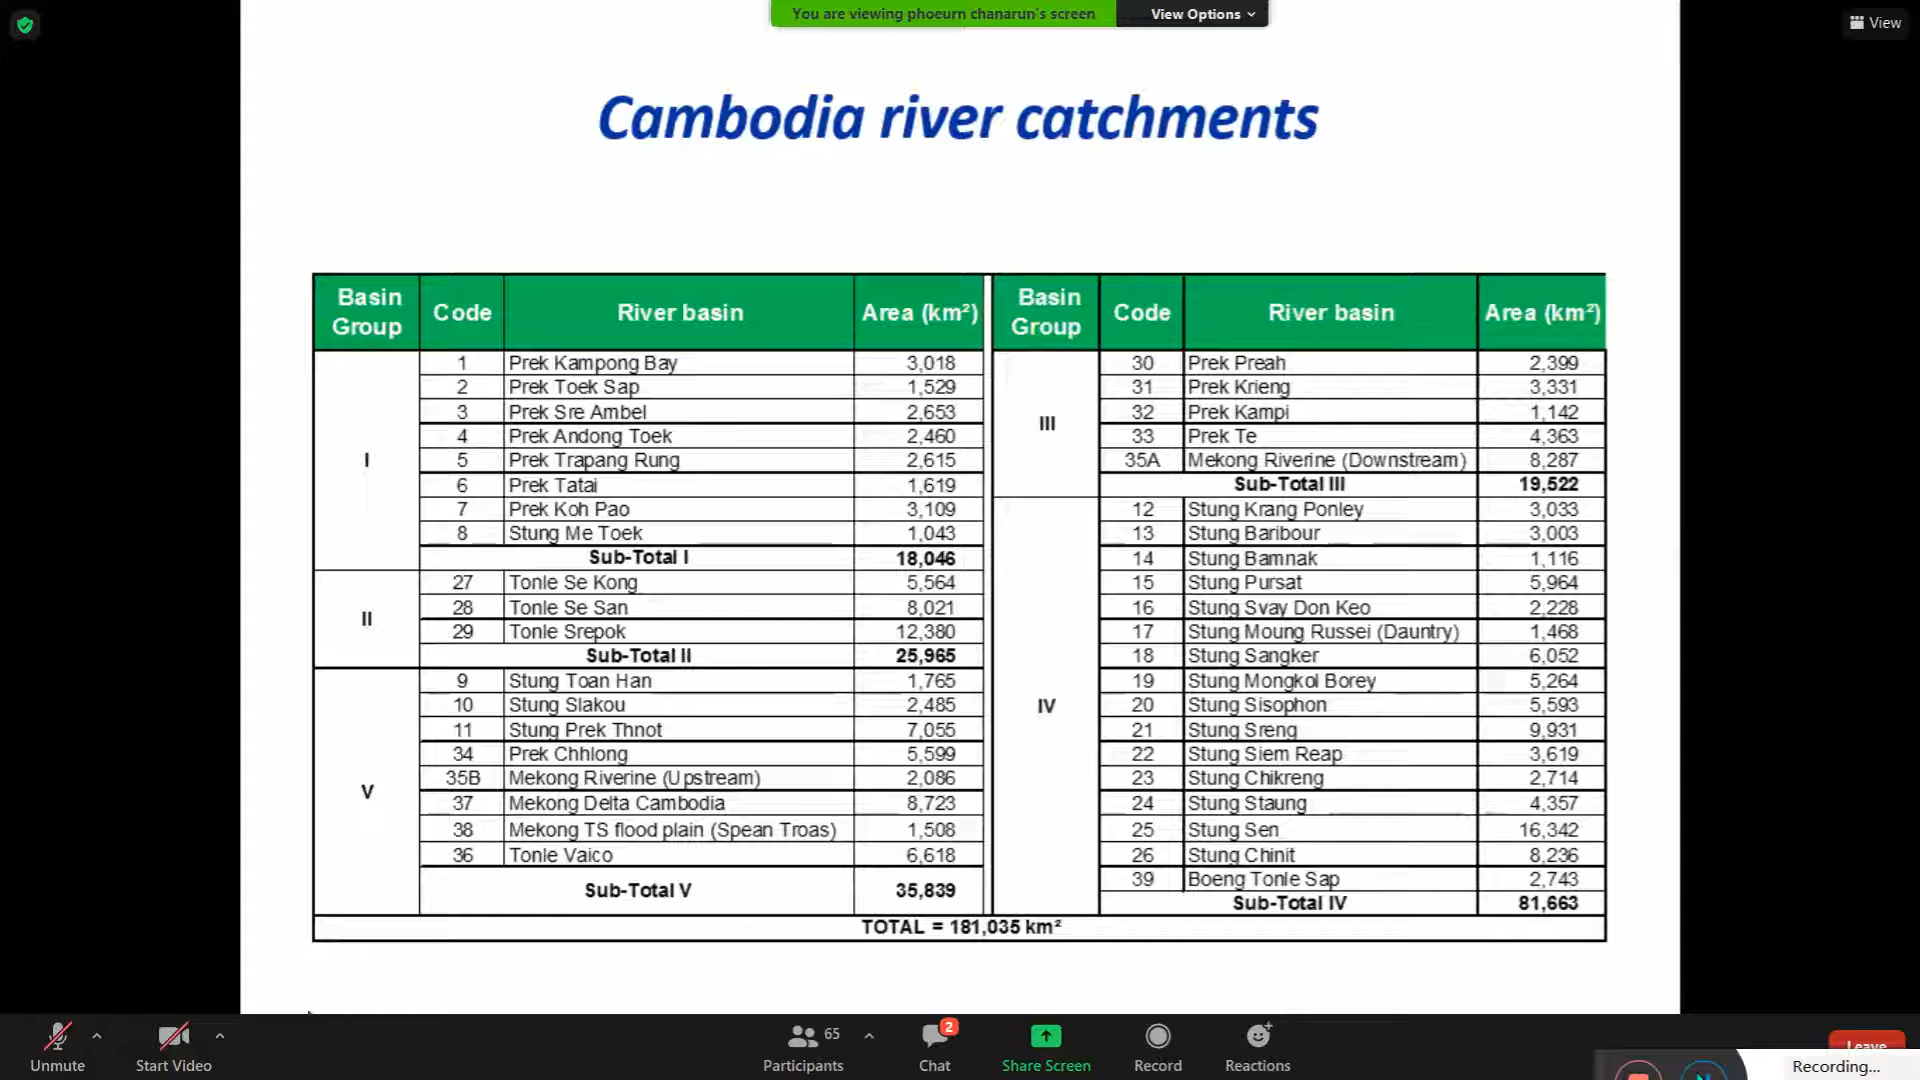 You are viewing phoeurn chanarun's screen
View Options
View
Cambodia river catchments
Basin Group Code River basin Area (km²)
I
1 Prek Kampong Bay 3,018
2 Prek Toek Sap 1,529
3 Prek Sre Ambel 2,653
4 Prek Andong Toek 2,460
5 Prek Trapang Rung 2,615
6 Prek Tatai 1,619
7 Prek Koh Pao 3,109
8 Stung Me Toek 1,043
Sub-Total I 18,046
II
27 Tonle Se Kong 5,564
28 Tonle Se San 8,021
29 Tonle Srepok 12,380
Sub-Total II 25,965
V
9 Stung Toan Han 1,765
10 Stung Slakou 2,485
11 Stung Prek Thnot 7,055
34 Prek Chhlong 5,599
35B Mekong Riverine (Upstream) 2,086
37 Mekong Delta Cambodia 8,723
38 Mekong TS flood plain (Spean Troas) 1,508
36 Tonle Vaico 6,618
Sub-Total V 35,839
Basin Group Code River basin Area (km²)
III
30 Prek Preah 2,399
31 Prek Krieng 3,331
32 Prek Kampi 1,142
33 Prek Te 4,363
35A Mekong Riverine (Downstream) 8,287
Sub-Total III 19,522
IV
12 Stung Krang Ponley 3,033
13 Stung Baribour 3,003
14 Stung Bamnak 1,116
15 Stung Pursat 5,964
16 Stung Svay Don Keo 2,228
17 Stung Moung Russei (Dauntry) 1,468
18 Stung Sangker 6,052
19 Stung Mongkol Borey 5,264
20 Stung Sisophon 5,593
21 Stung Sreng 9,931
22 Stung Siem Reap 3,619
23 Stung Chikreng 2,714
24 Stung Staung 4,357
25 Stung Sen 16,342
26 Stung Chinit 8,236
39 Boeng Tonle Sap 2,743
Sub-Total IV 81,663
TOTAL = 181,035 km²
Unmute
Start Video
65
Participants
2
Chat
Share Screen
Record
Reactions
Leave
Recording...